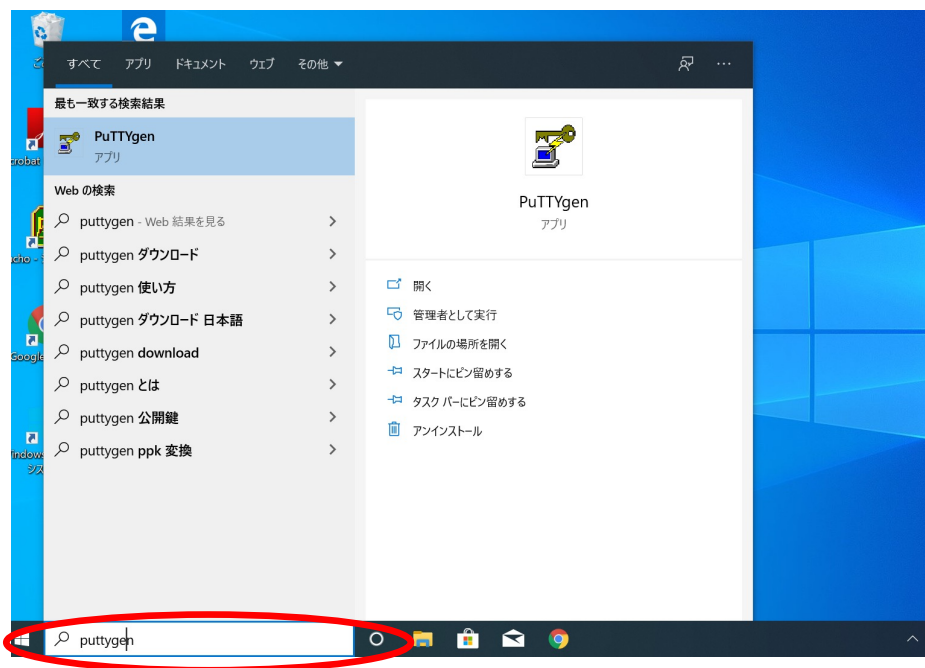 すべて アプリ ドキュメント ウェブ その他
最も一致する検索結果
PuTTYgen
アプリ
Web の検索
puttygen - Web 結果を見る
puttygen ダウンロード
puttygen 使い方
puttygen ダウンロード 日本語
puttygen download
puttygen とは
puttygen 公開鍵
puttygen ppk 変換
PuTTYgen
アプリ
開く
管理者として実行
ファイルの場所を開く
スタートにピン留めする
タスク バーにピン留めする
アンインストール
crobat
Google
puttygen